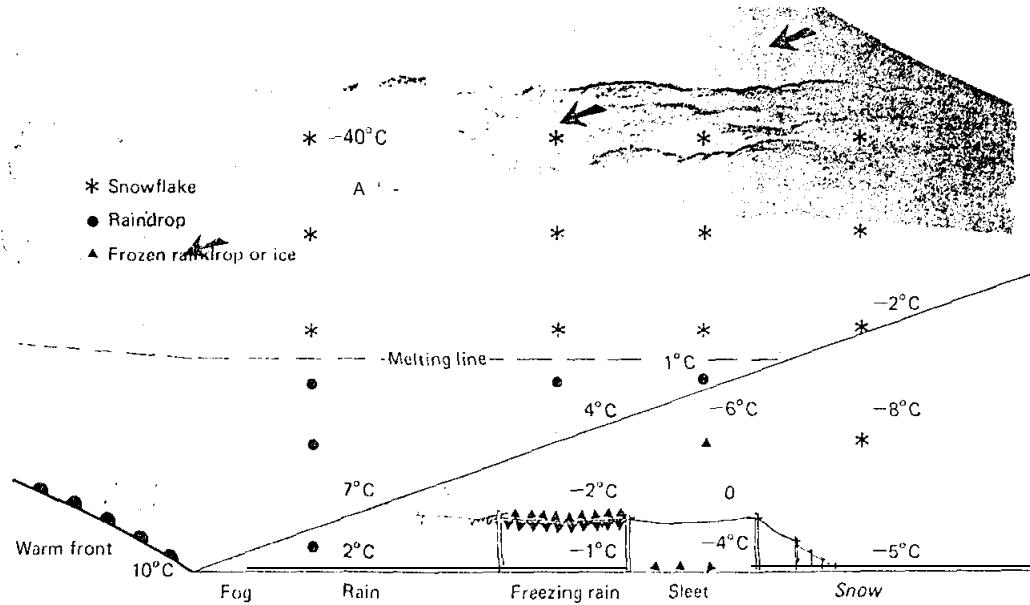 −40°C
A
Snowflake
Raindrop
Frozen raindrop or ice
−2°C
Melting line
1°C
4°C
−6°C
−8°C
7°C
−2°C
0
Warm front
10°C
2°C
−1°C
−4°C
−5°C
Fog
Rain
Freezing rain
Sleet
Snow